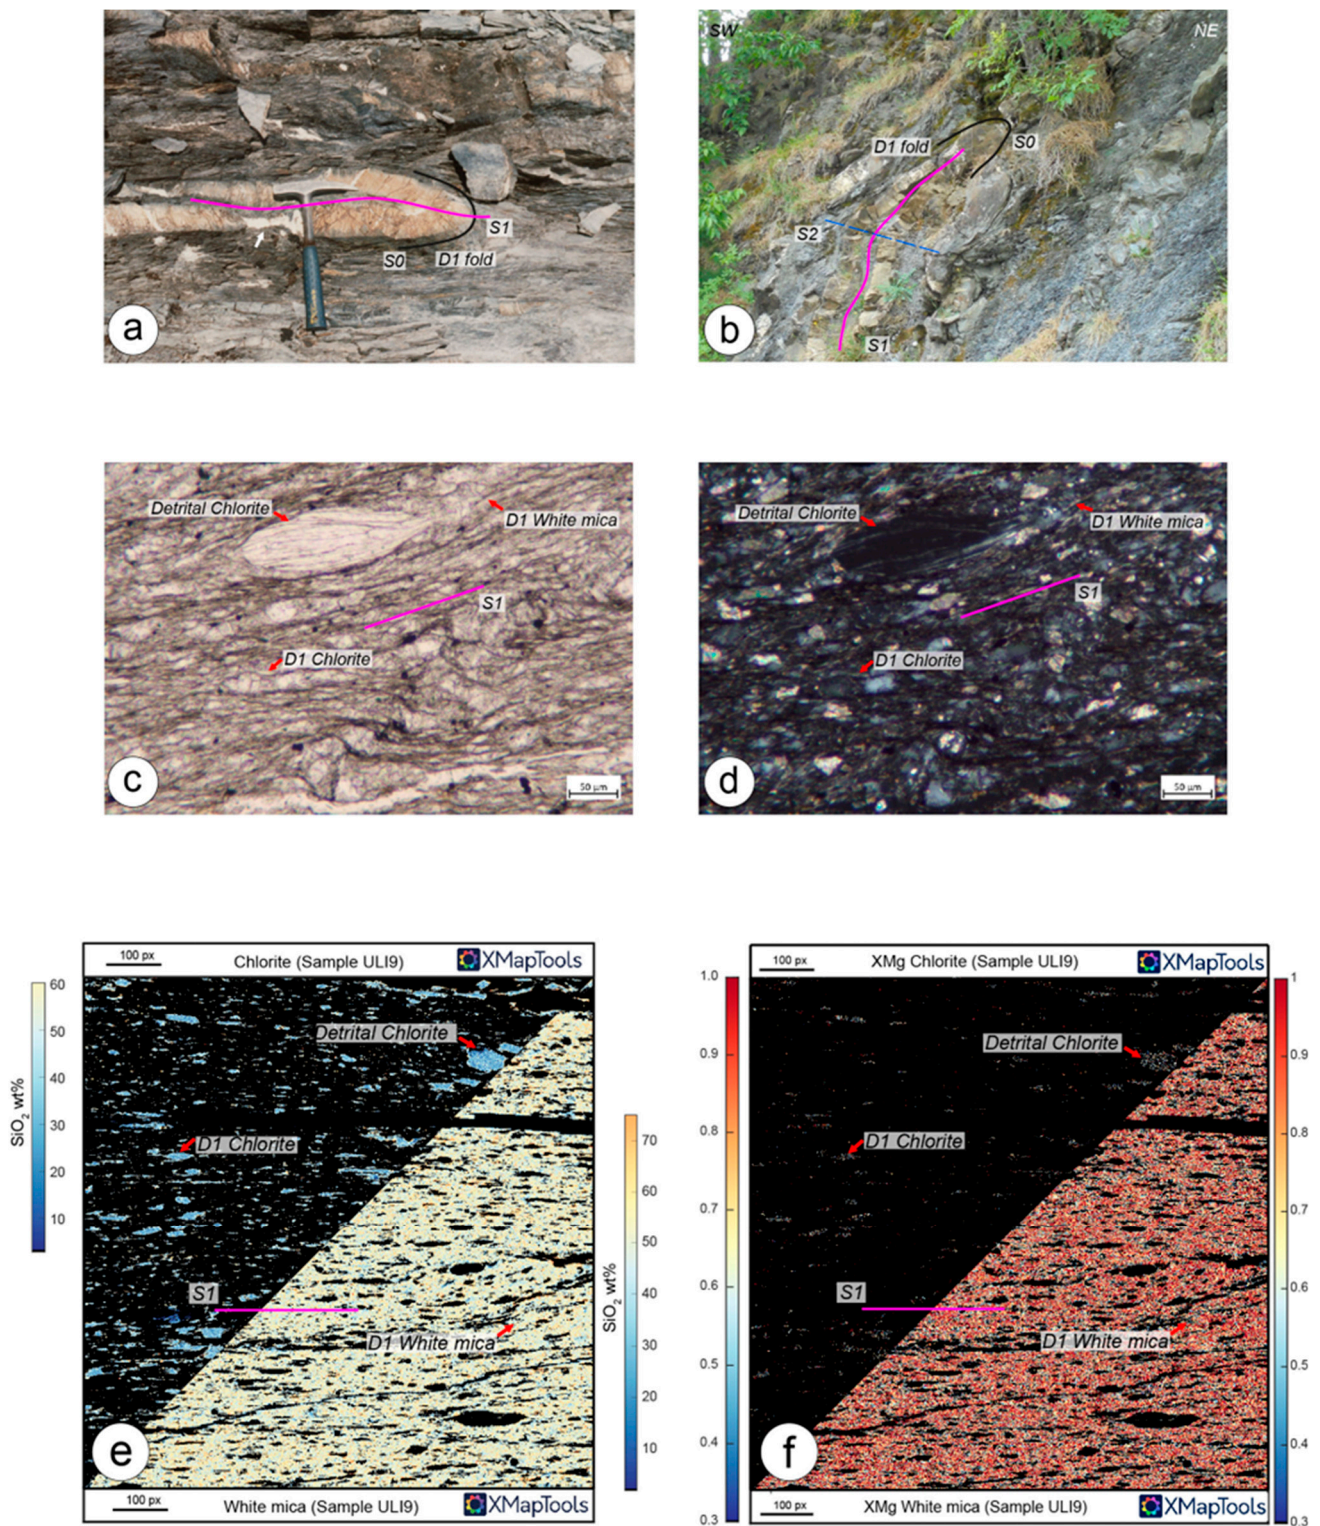 SW
NE
D1 fold
S0
S1
S0
D1 fold
S2
S1
a
b
Detrital Chlorite
D1 White mica
S1
D1 Chlorite
50 µm
c
Detrital Chlorite
D1 White mica
S1
D1 Chlorite
50 µm
d
100 px
Chlorite (Sample ULI9)
XMapTools
SiO2 wt%
60
50
40
30
20
10
Detrital Chlorite
D1 Chlorite
S1
D1 White mica
SiO2 wt%
70
60
50
40
30
20
10
e
100 px
White mica (Sample ULI9)
XMapTools
100 px
XMg Chlorite (Sample ULI9)
XMapTools
1.0
0.9
0.8
0.7
0.6
0.5
0.4
0.3
Detrital Chlorite
D1 Chlorite
S1
D1 White mica
1
0.9
0.8
0.7
0.6
0.5
0.4
0.3
f
100 px
XMg White mica (Sample ULI9)
XMapTools